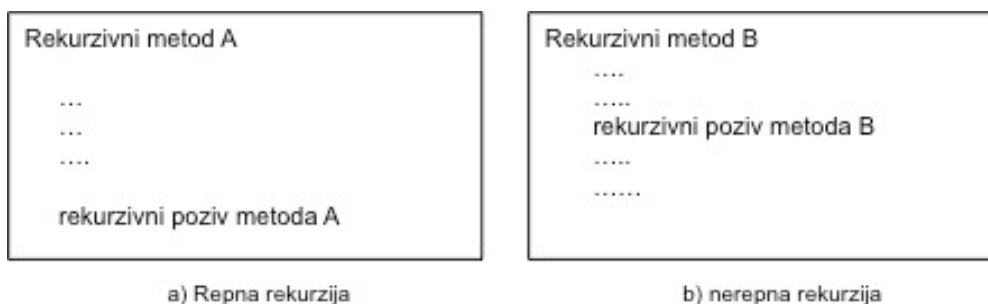 Rekurzivni metod A
...
...
....
rekurzivni poziv metoda A
a) Repna rekurzija
Rekurzivni metod B
....
.....
rekurzivni poziv metoda B
.....
......
b) nerepna rekurzija